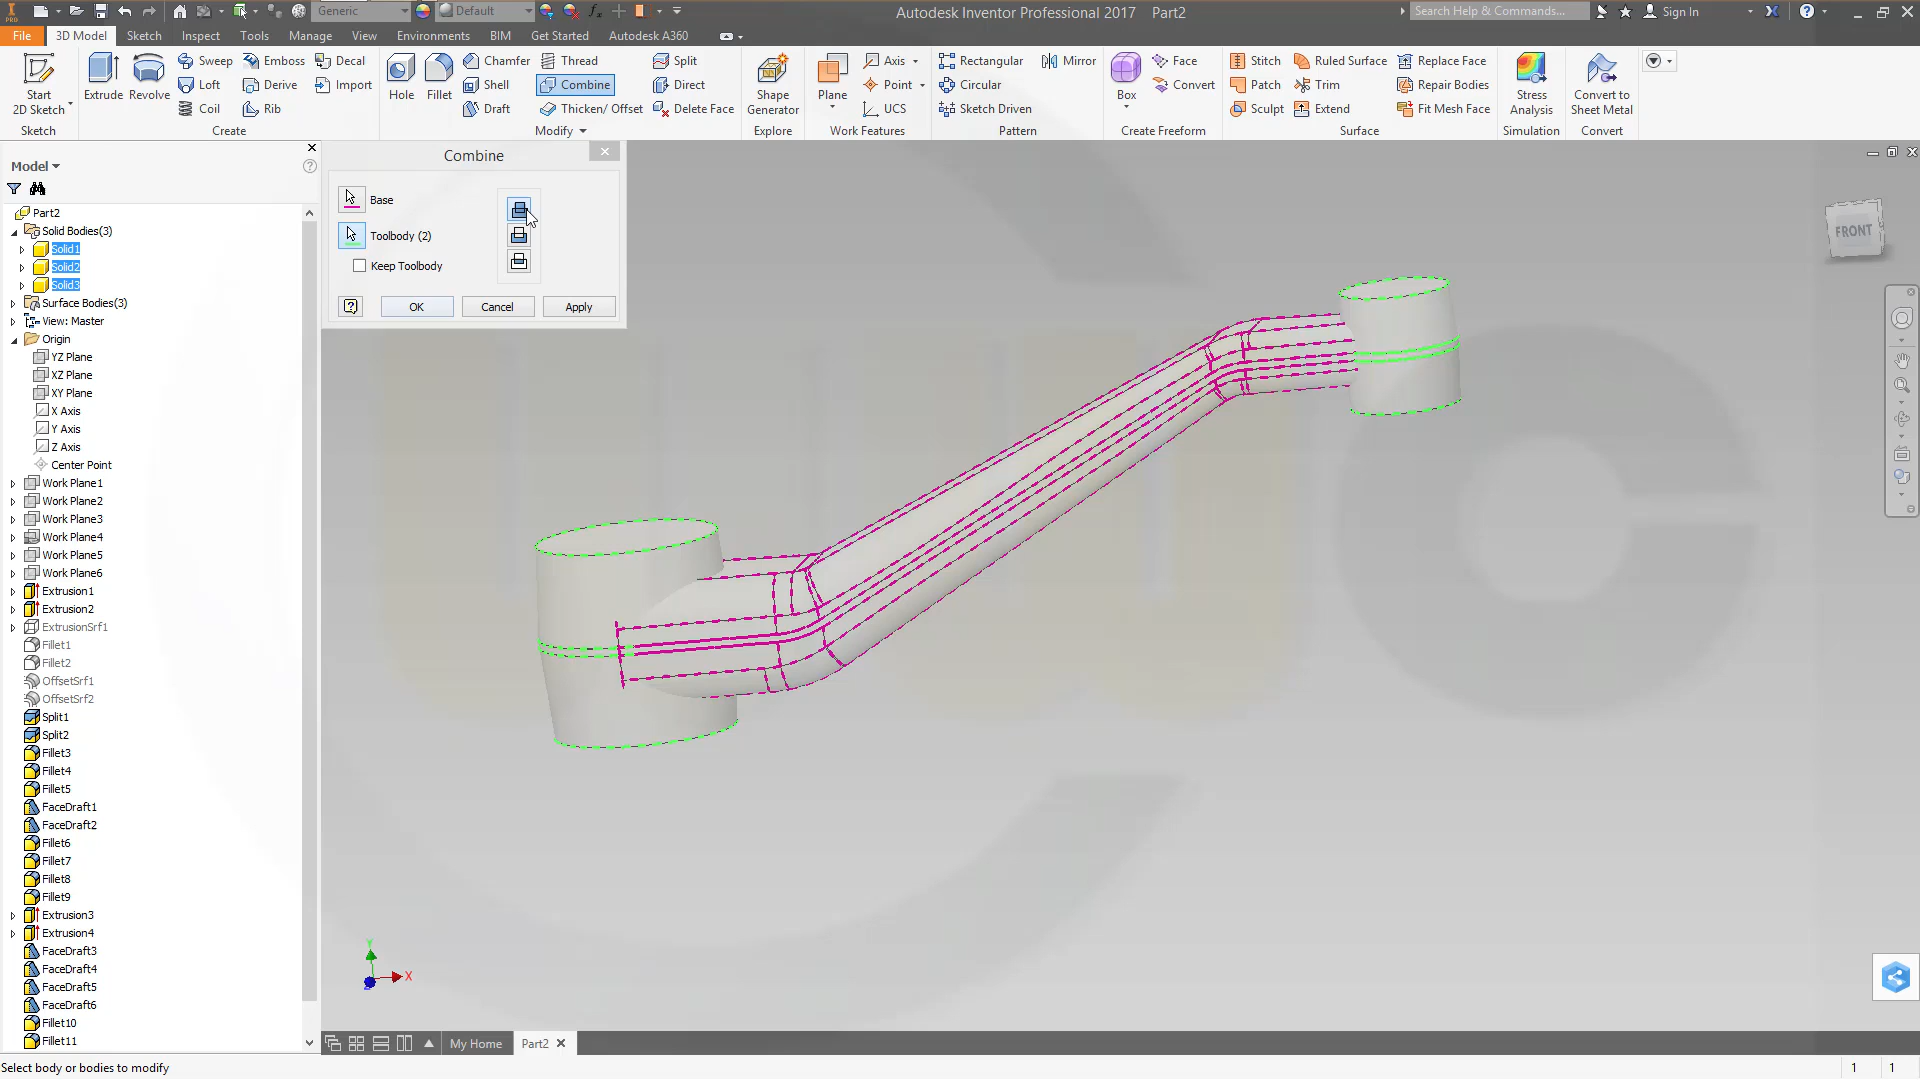 PRO
Generic
Default
Autodesk Inventor Professional 2017 Part2
Search Help & Commands...
Sign In
File
3D Model
Sketch
Inspect
Tools
Manage
View
Environments
BIM
Get Started
Autodesk A360
Start
2D Sketch
Sketch
Extrude
Revolve
Sweep
Loft
Coil
Emboss
Derive
Rib
Decal
Import
Create
Hole
Fillet
Chamfer
Shell
Draft
Thread
Combine
Thicken/ Offset
Split
Direct
Delete Face
Modify
Shape
Generator
Explore
Plane
Axis
Point
UCS
Work Features
Rectangular
Circular
Sketch Driven
Mirror
Pattern
Box
Face
Convert
Create Freeform
Stitch
Patch
Sculpt
Ruled Surface
Trim
Extend
Replace Face
Repair Bodies
Fit Mesh Face
Surface
Stress
Analysis
Simulation
Convert to
Sheet Metal
Convert
Model
Part2
Solid Bodies(3)
Solid1
Solid2
Solid3
Surface Bodies(3)
View: Master
Origin
YZ Plane
XZ Plane
XY Plane
X Axis
Y Axis
Z Axis
Center Point
Work Plane1
Work Plane2
Work Plane3
Work Plane4
Work Plane5
Work Plane6
Extrusion1
Extrusion2
ExtrusionSrf1
Fillet1
Fillet2
OffsetSrf1
OffsetSrf2
Split1
Split2
Fillet3
Fillet4
Fillet5
FaceDraft1
FaceDraft2
Fillet6
Fillet7
Fillet8
Fillet9
Extrusion3
Extrusion4
FaceDraft3
FaceDraft4
FaceDraft5
FaceDraft6
Fillet10
Fillet11
Combine
Base
Toolbody (2)
Keep Toolbody
OK
Cancel
Apply
FRONT
Y
X
My Home
Part2
Select body or bodies to modify
1
1